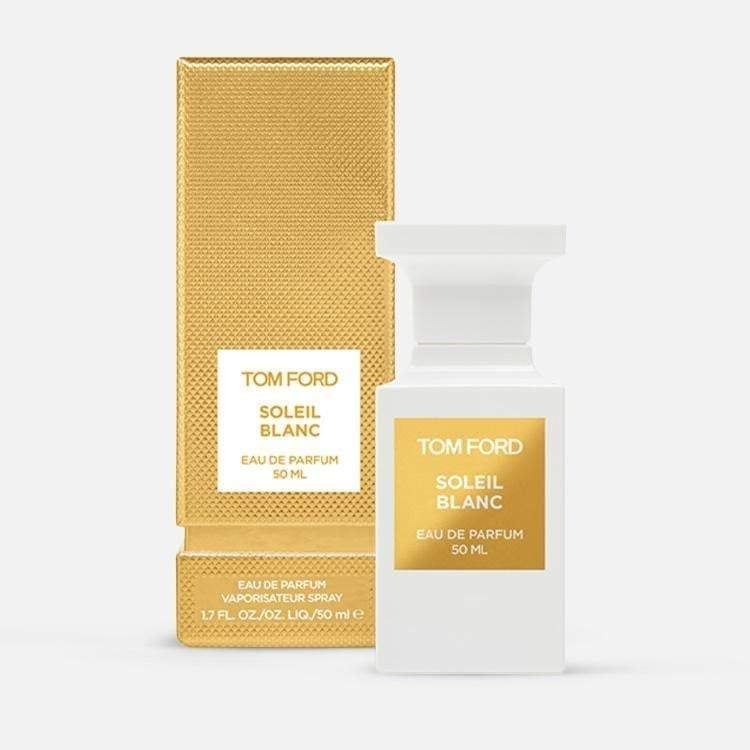 TOM FORD
SOLEIL
BLANC
EAU DE PARFUM
50 ML
EAU DE PARFUM
VAPORISATEUR SPRAY
1.7 FL. OZ./OZ. LIQ./50 ml ℮
TOM FORD
SOLEIL
BLANC
EAU DE PARFUM
50 ML